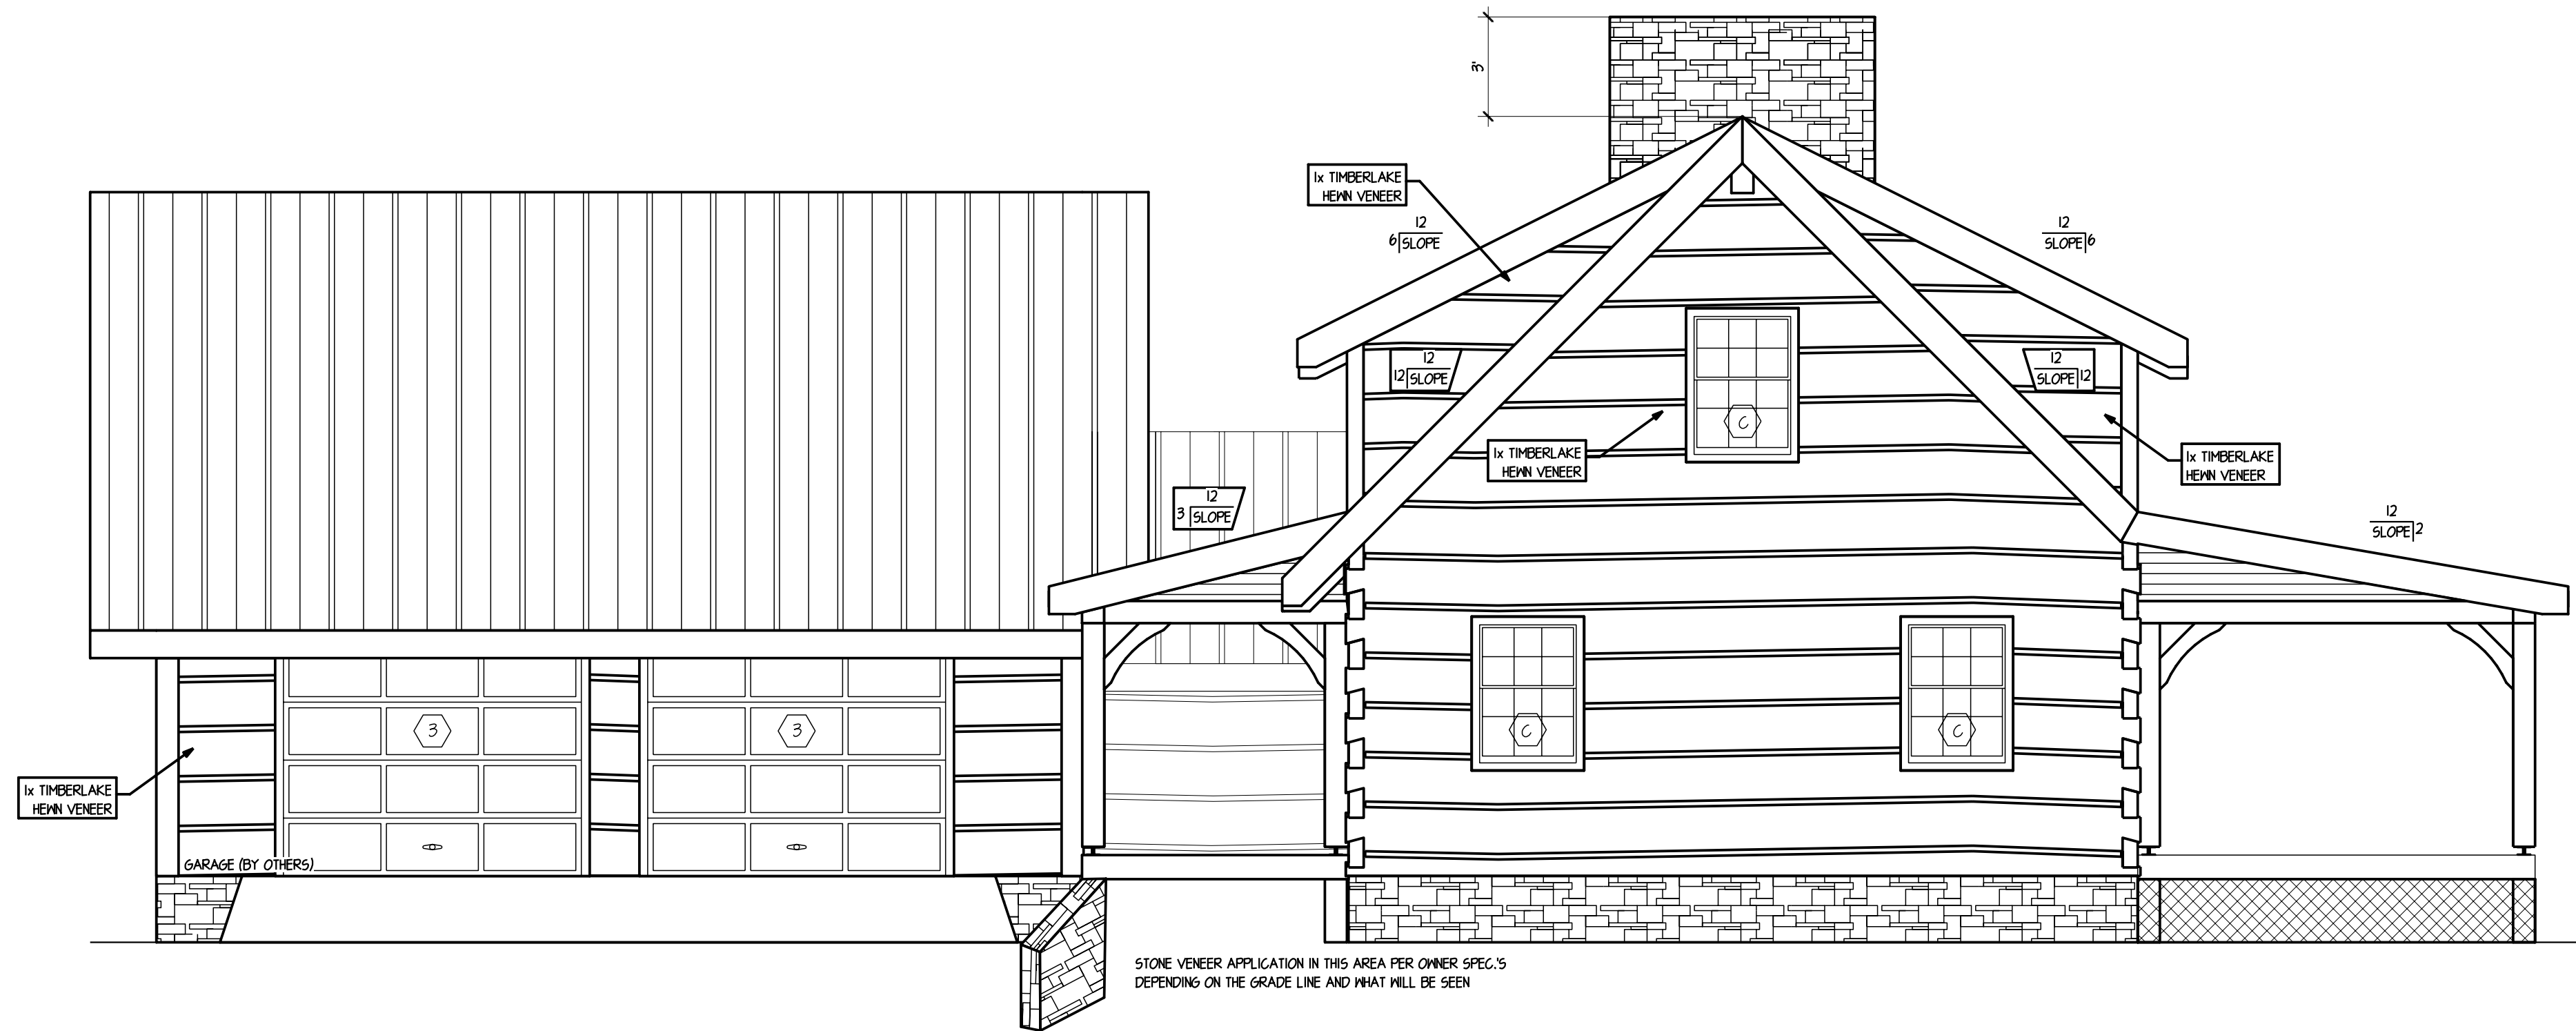 3'
1x TIMBERLAKE
HEWN VENEER
12
6 SLOPE
12
SLOPE 6
12
12 SLOPE
12
SLOPE 12
C
1x TIMBERLAKE
HEWN VENEER
1x TIMBERLAKE
HEWN VENEER
12
3 SLOPE
12
SLOPE 2
3
3
C
C
1x TIMBERLAKE
HEWN VENEER
GARAGE (BY OTHERS)
STONE VENEER APPLICATION IN THIS AREA PER OWNER SPEC.'S
DEPENDING ON THE GRADE LINE AND WHAT WILL BE SEEN